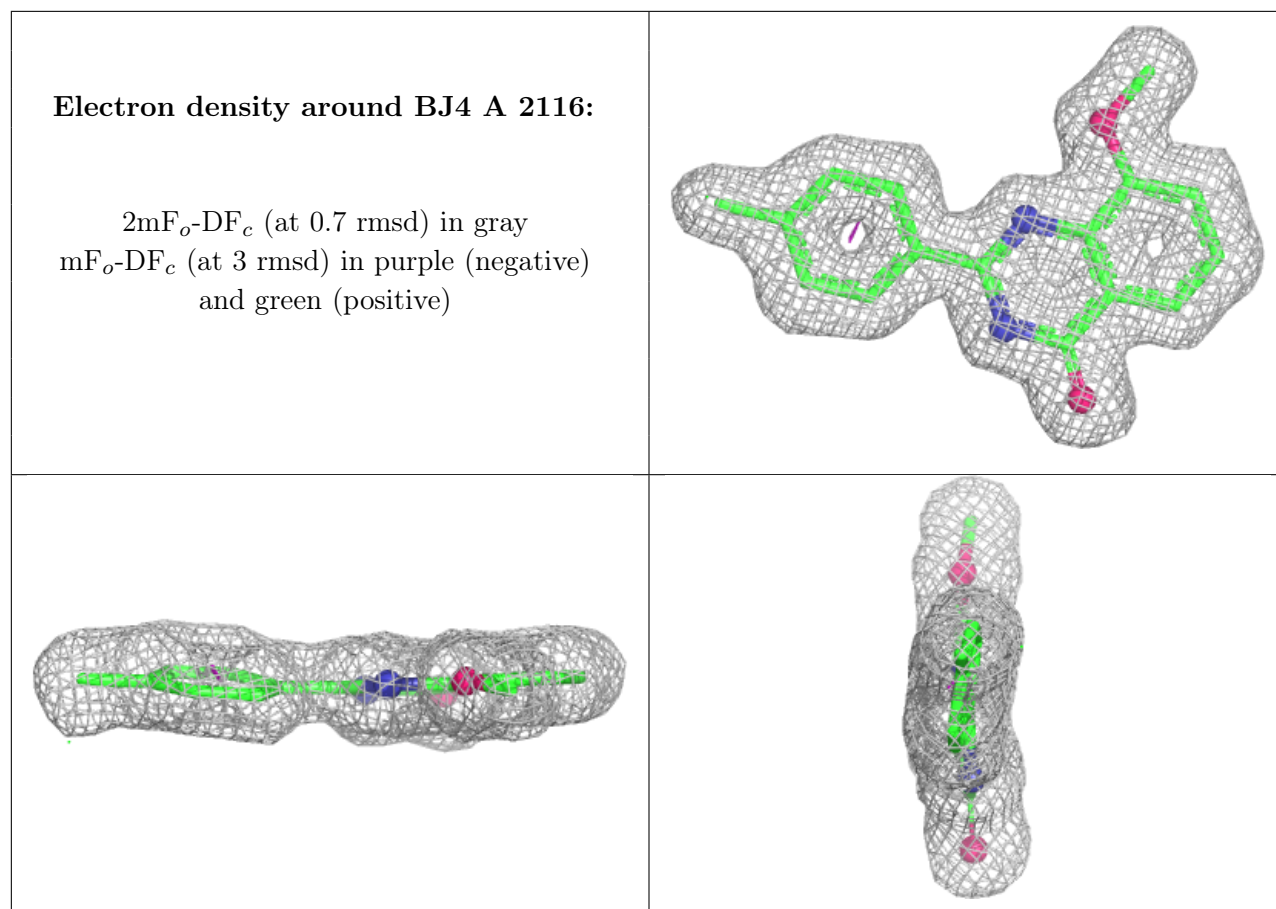 Electron density around BJ4 A 2116:
2mFo-DFc (at 0.7 rmsd) in gray
mFo-DFc (at 3 rmsd) in purple (negative)
and green (positive)